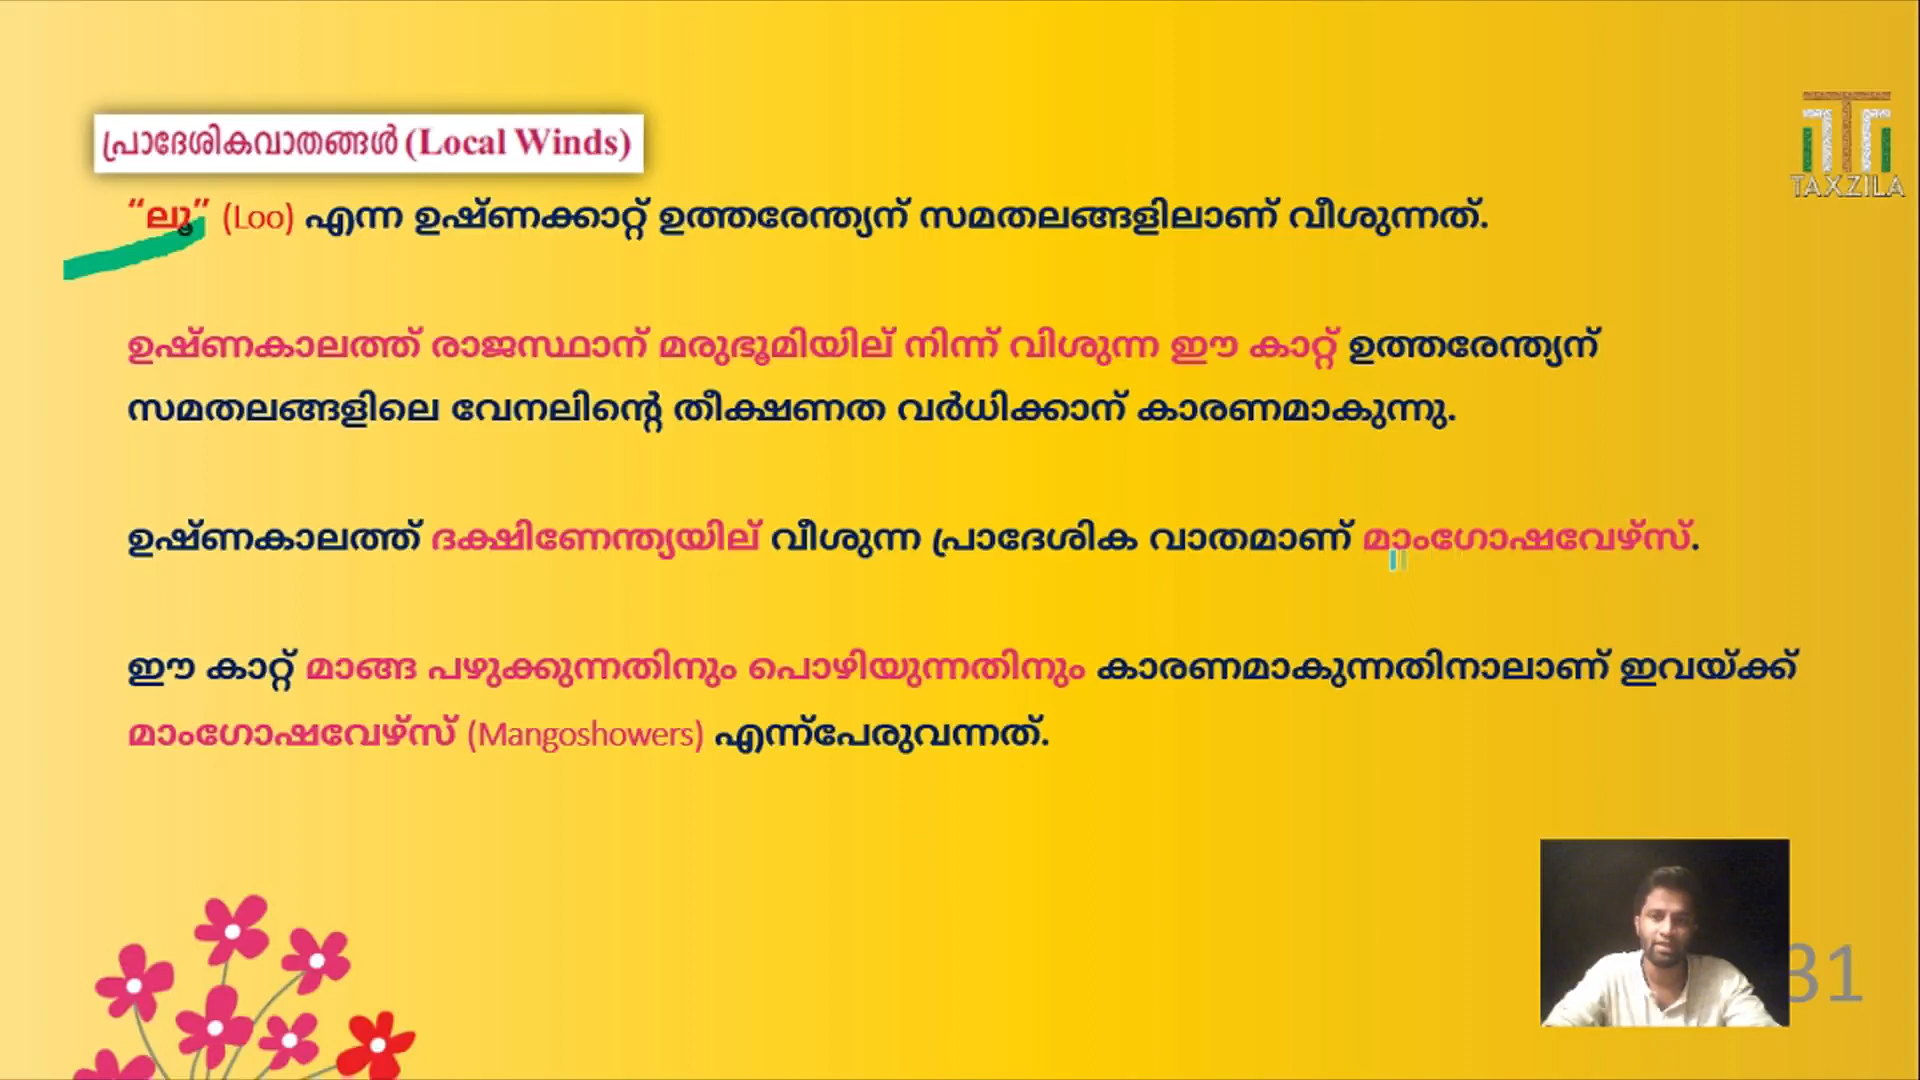 പ്രാദേശികവാതങ്ങൾ (Local Winds)
TAXZILA
“ലൂ” (Loo) എന്ന ഉഷ്ണക്കാറ്റ് ഉത്തരേന്ത്യന് സമതലങ്ങളിലാണ് വീശുന്നത്.
ഉഷ്ണകാലത്ത് രാജസ്ഥാന് മരുഭൂമിയില് നിന്ന് വിശുന്ന ഈ കാറ്റ് ഉത്തരേന്ത്യന്
സമതലങ്ങളിലെ വേനലിന്റെ തീക്ഷണത വർധിക്കാന് കാരണമാകുന്നു.
ഉഷ്ണകാലത്ത് ദക്ഷിണേന്ത്യയില് വീശുന്ന പ്രാദേശിക വാതമാണ് മാംഗോഷവേഴ്സ്.
ഈ കാറ്റ് മാങ്ങ പഴുക്കുന്നതിനും പൊഴിയുന്നതിനും കാരണമാകുന്നതിനാലാണ് ഇവയ്ക്ക്
മാംഗോഷവേഴ്സ് (Mangoshowers) എന്ന്പേരുവന്നത്.
31